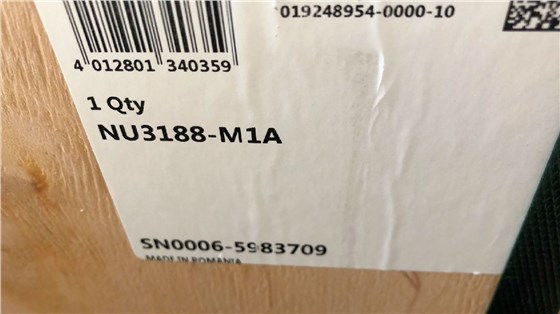 019248954-0000-10
4 012801 340359
1 Qty
NU3188-M1A
SN0006-5983709
MADE IN ROMANIA